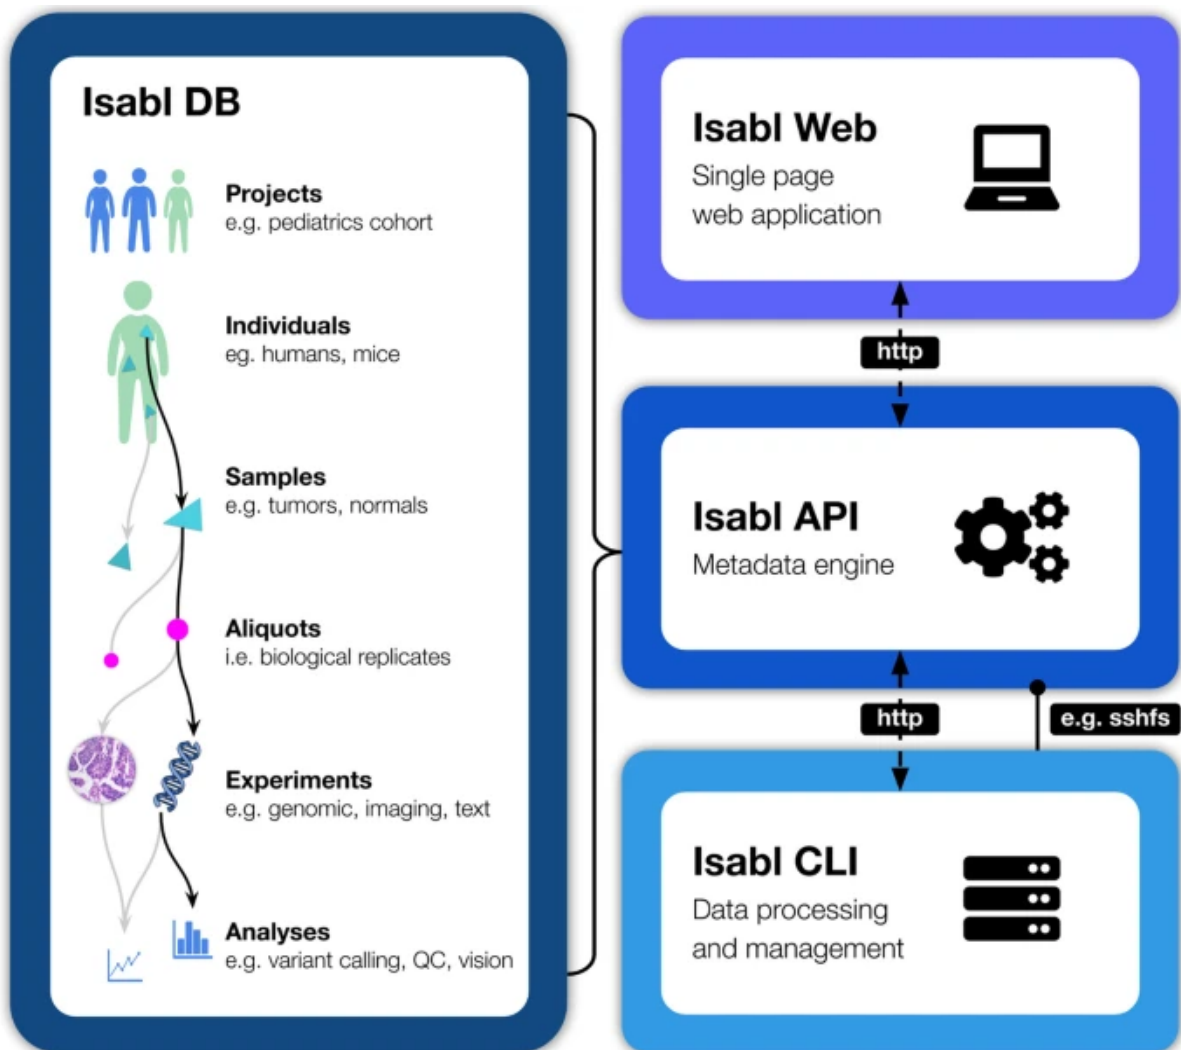 Isabl DB
Projects
e.g. pediatrics cohort
Individuals
eg. humans, mice
Samples
e.g. tumors, normals
Aliquots
i.e. biological replicates
Experiments
e.g. genomic, imaging, text
Analyses
e.g. variant calling, QC, vision
Isabl Web
Single page
web application
http
Isabl API
Metadata engine
http
e.g. sshfs
Isabl CLI
Data processing
and management